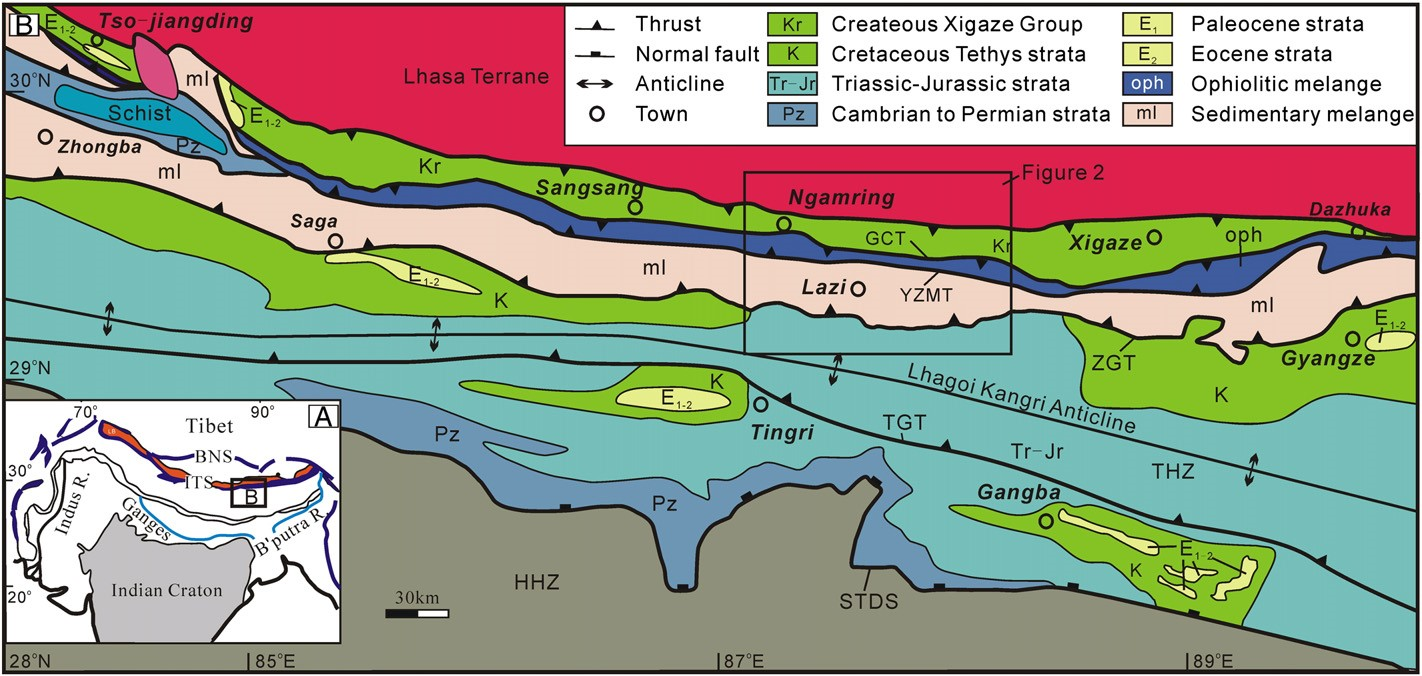 B
E1-2
Tso-jiangding
30°N
ml
Lhasa Terrane
Schist
E1-2
Zhongba
Pz
ml
Thrust
Normal fault
Anticline
Town
Kr Createous Xigaze Group
K Cretaceous Tethys strata
Tr-Jr Triassic-Jurassic strata
Pz Cambrian to Permian strata
E1 Paleocene strata
E2 Eocene strata
oph Ophiolitic melange
ml Sedimentary melange
Kr
Sangsang
Ngamring
Figure 2
Dazhuka
Saga
GCT
Kr
Xigaze
oph
E1-2
ml
Lazi
YZMT
ml
K
E1-2
ZGT
Gyangze
29°N
Lhagoi Kangri Anticline
K
E1-2
K
Tingri
TGT
Tr-Jr
THZ
Pz
Gangba
Pz
E1-2
K
HHZ
STDS
30km
70°
90°
A
Tibet
BNS
30°
ITS
B
Indus R.
Ganges
B'putra R.
Indian Craton
20°
28°N
85°E
87°E
89°E